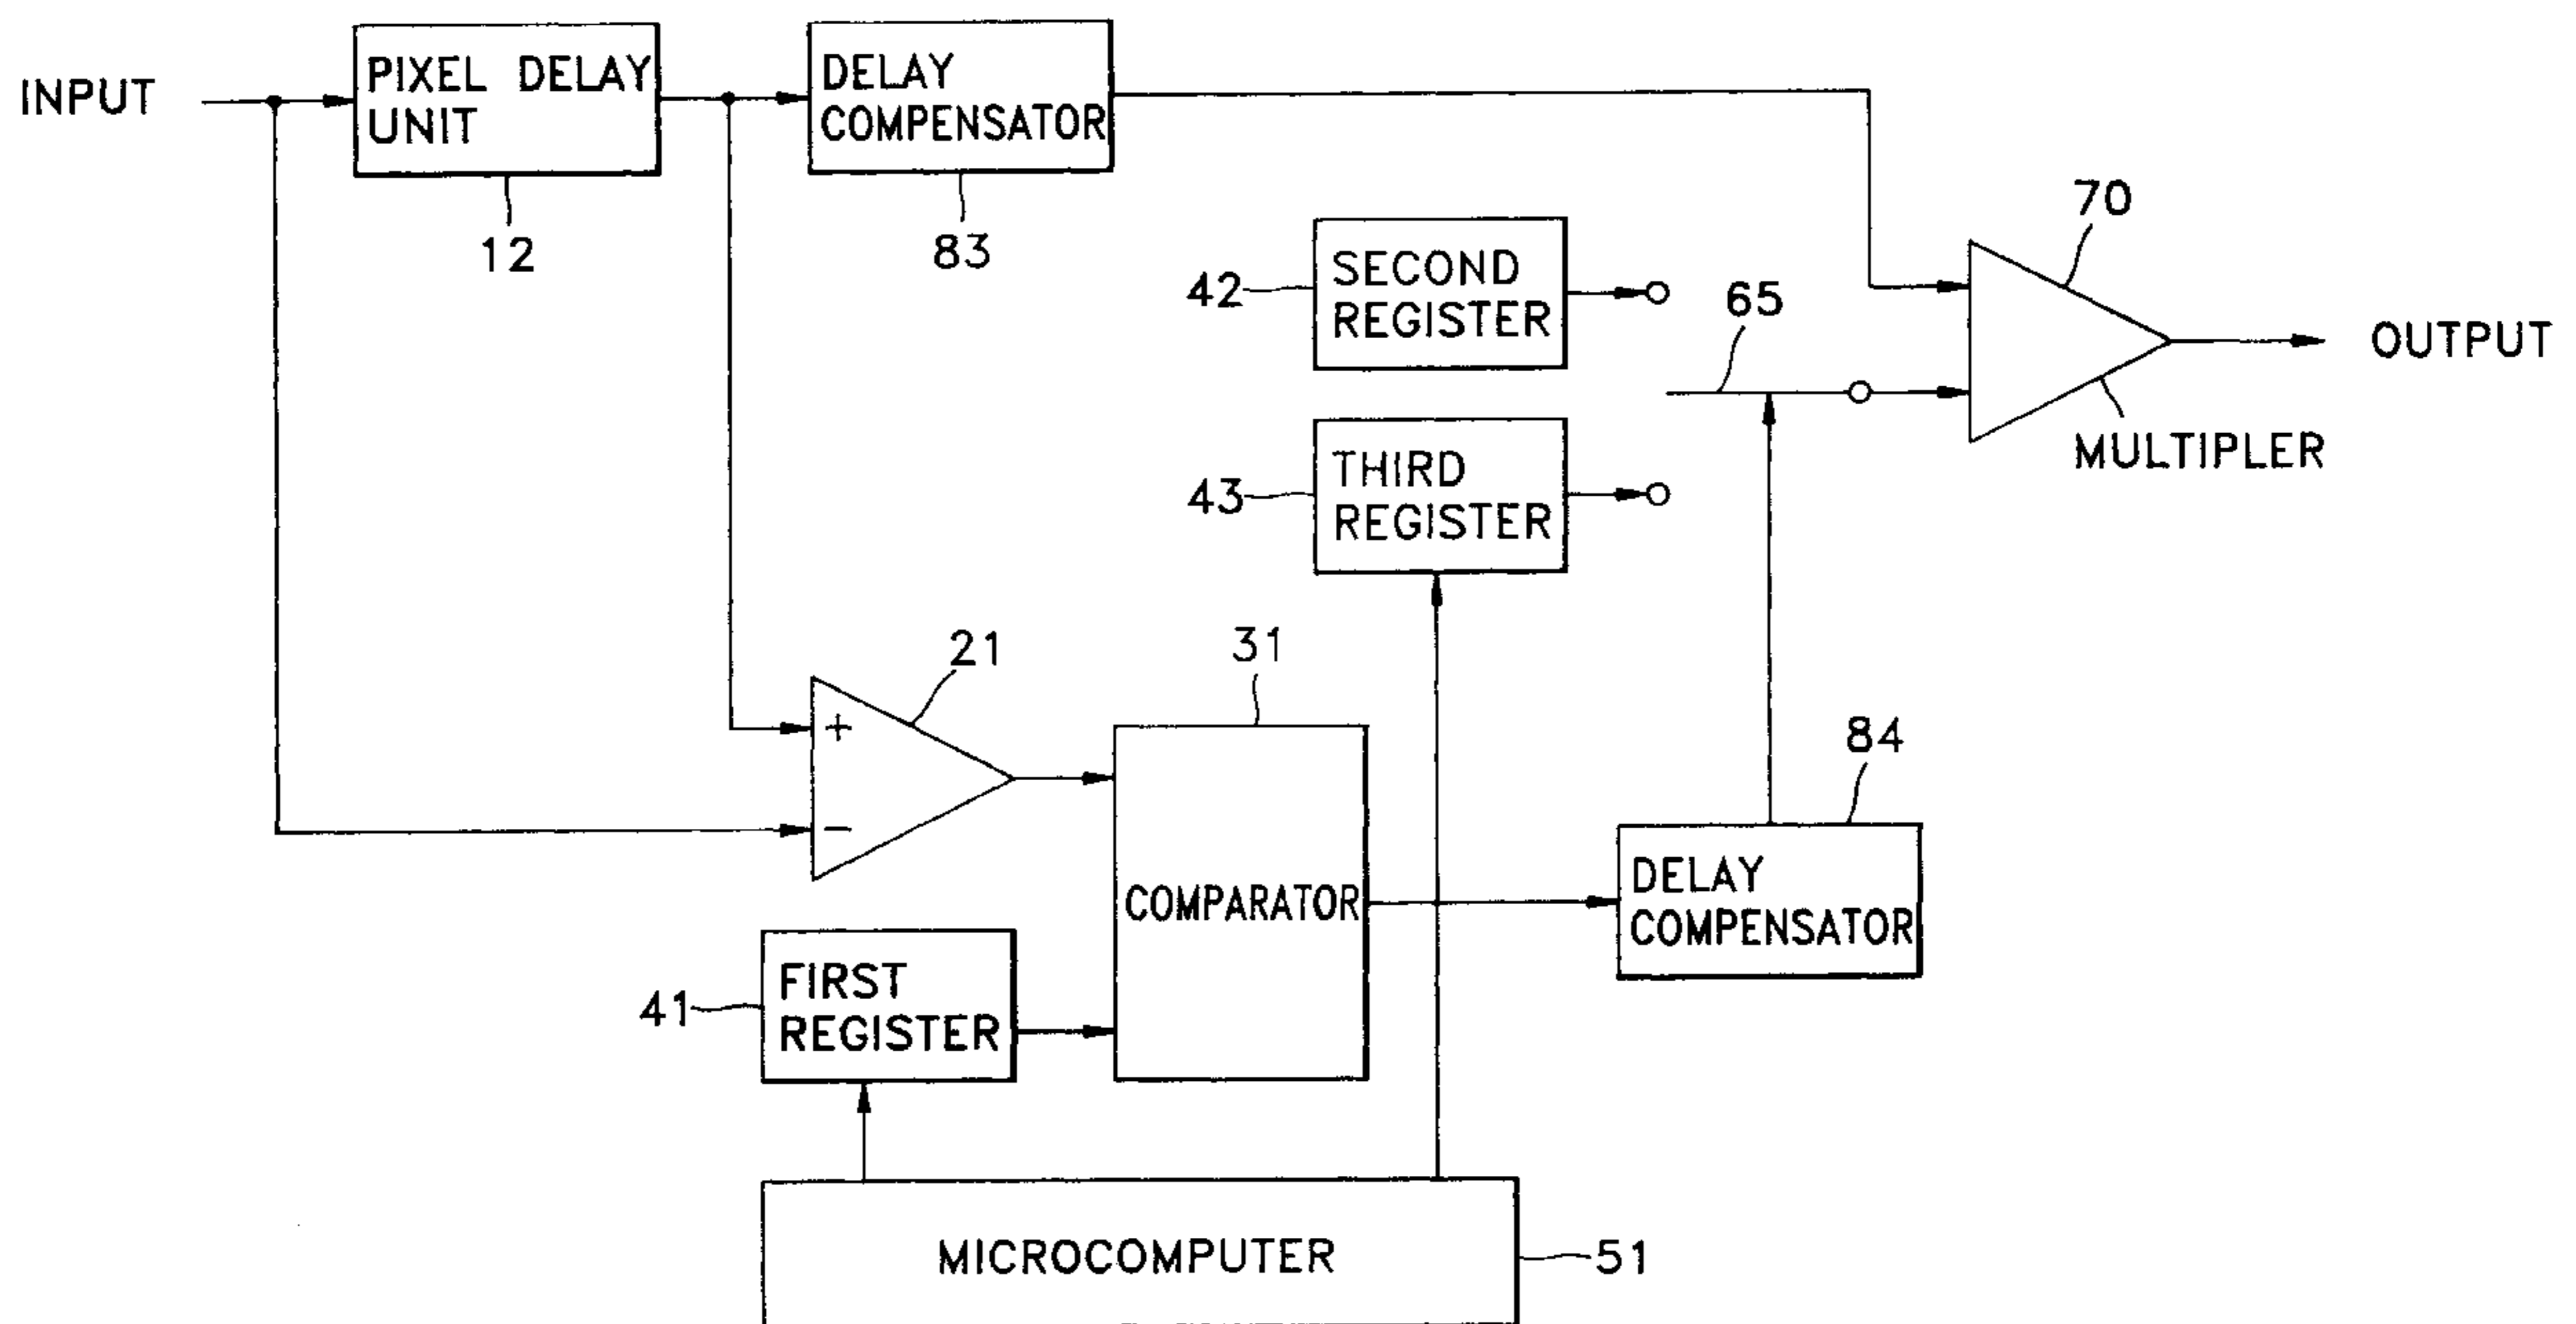 INPUT
PIXEL DELAY
UNIT
12
DELAY
COMPENSATOR
83
SECOND
REGISTER
42
THIRD
REGISTER
43
65
70
MULTIPLER
OUTPUT
21
+
−
31
COMPARATOR
FIRST
REGISTER
41
84
DELAY
COMPENSATOR
MICROCOMPUTER
51